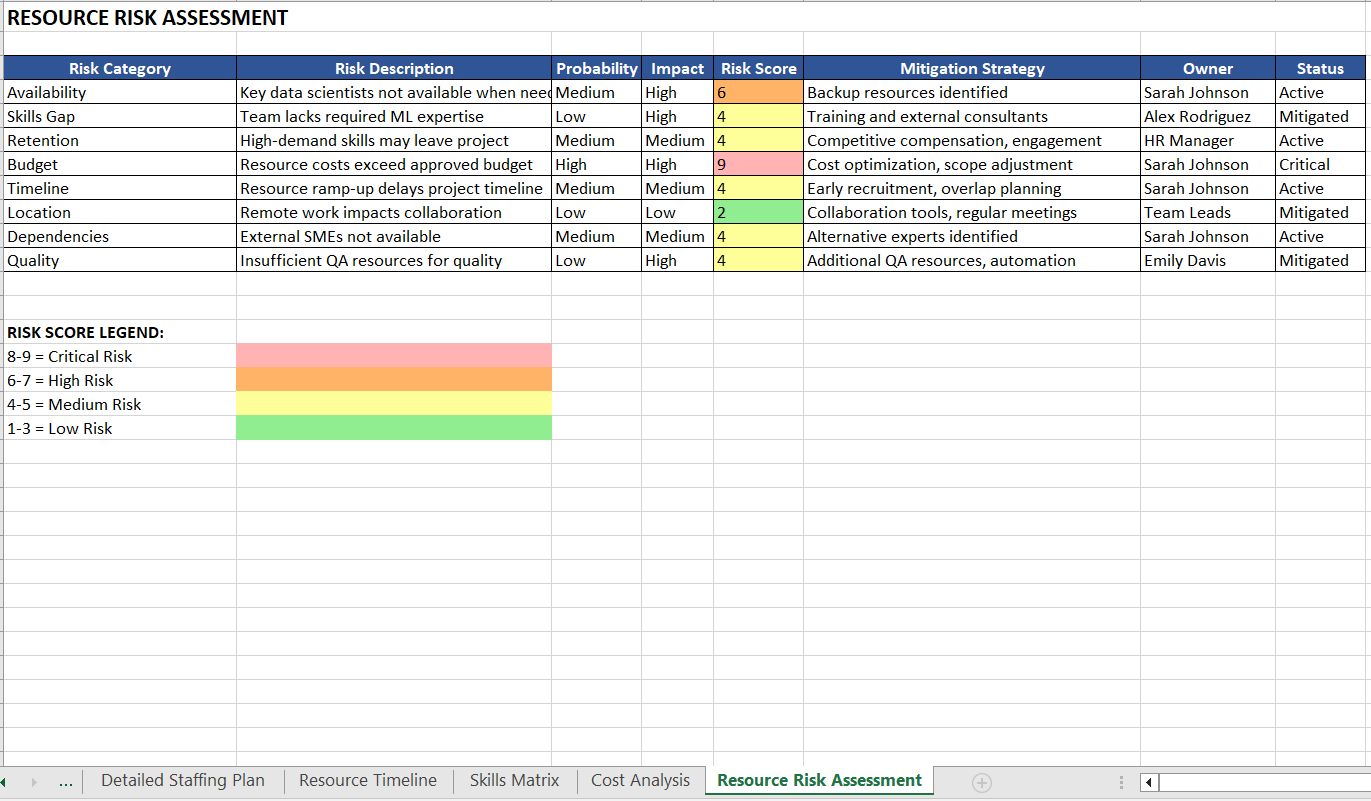 RESOURCE RISK ASSESSMENT
Risk Category Risk Description Probability Impact Risk Score Mitigation Strategy Owner Status
Availability Key data scientists not available when Medium High 6 Backup resources identified Sarah Johnson Active
Skills Gap Team lacks required ML expertise Low High 4 Training and external consultants Alex Rodriguez Mitigated
Retention High-demand skills may leave project Medium Medium 4 Competitive compensation, engagement HR Manager Active
Budget Resource costs exceed approved budget High High 9 Cost optimization, scope adjustment Sarah Johnson Critical
Timeline Resource ramp-up delays project timeline Medium Medium 4 Early recruitment, overlap planning Sarah Johnson Active
Location Remote work impacts collaboration Low Low 2 Collaboration tools, regular meetings Team Leads Mitigated
Dependencies External SMEs not available Medium Medium 4 Alternative experts identified Sarah Johnson Active
Quality Insufficient QA resources for quality Low High 4 Additional QA resources, automation Emily Davis Mitigated
RISK SCORE LEGEND:
8-9 = Critical Risk
6-7 = High Risk
4-5 = Medium Risk
1-3 = Low Risk
... Detailed Staffing Plan Resource Timeline Skills Matrix Cost Analysis Resource Risk Assessment